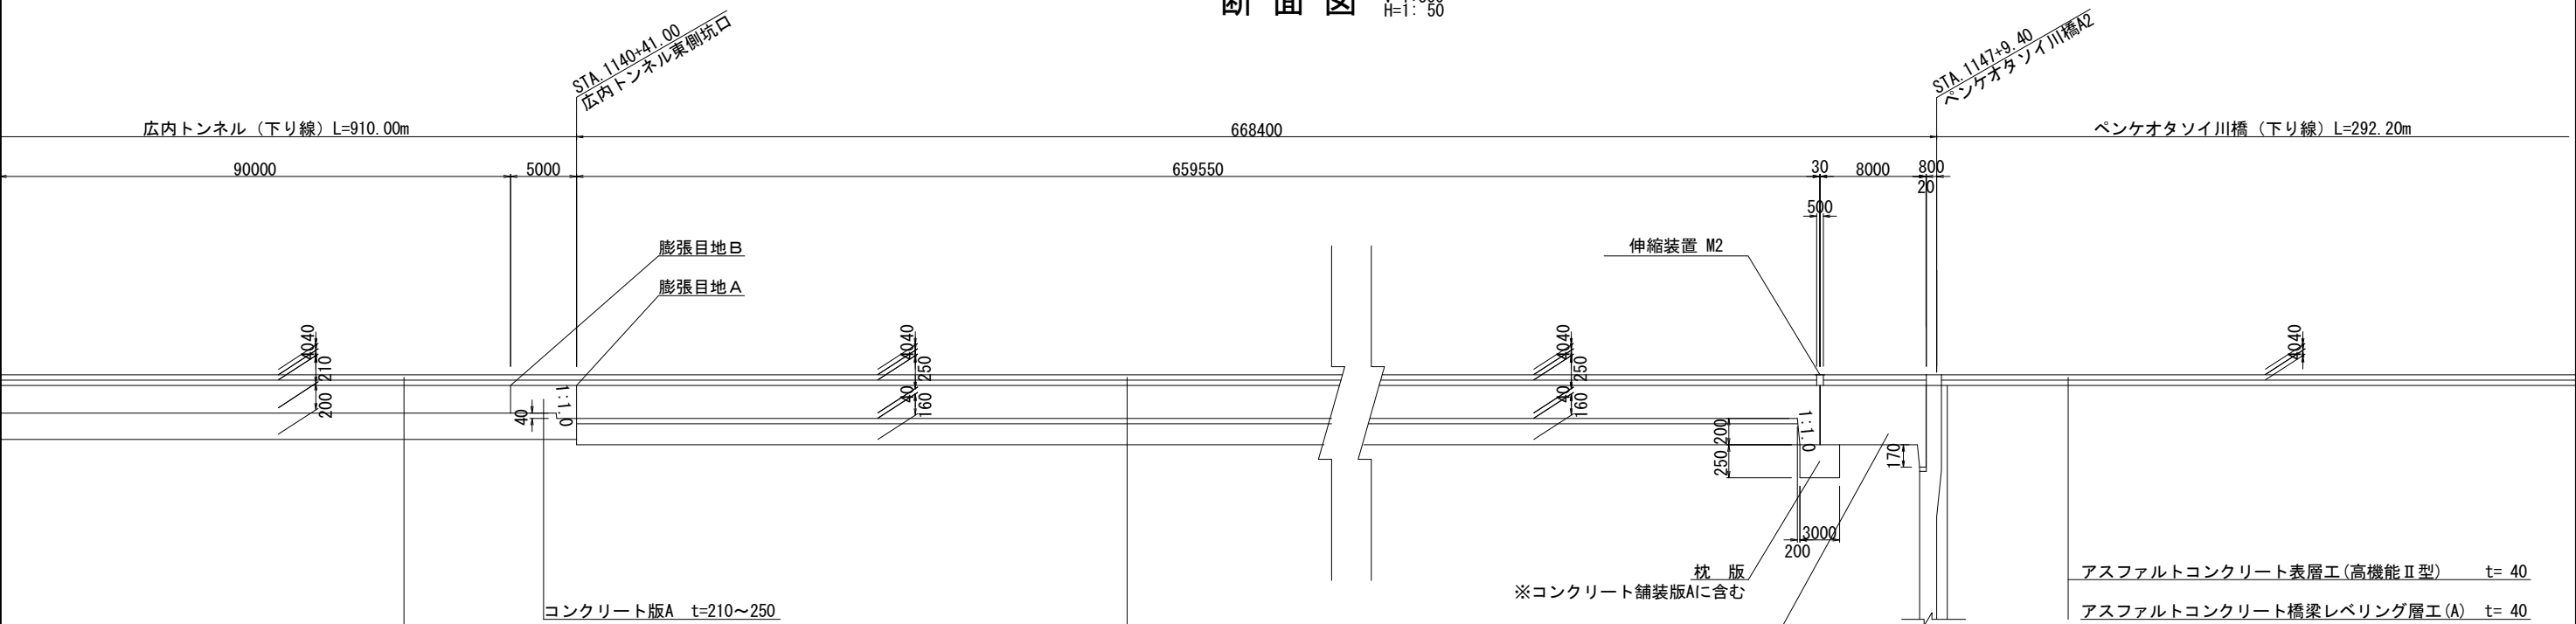 断面図
H=1: 50
STA.1140+41.00
広内トンネル東側坑口
STA.1147+9.40
ペンケオタソイ川橋A2
広内トンネル（下り線）L=910.00m
668400
ペンケオタソイ川橋（下り線）L=292.20m
90000
5000
659550
30
8000
800
20
500
膨張目地B
伸縮装置 M2
膨張目地A
4040
210
200
4040
250
40
160
4040
250
40
160
4040
40
1:1.0
1:1.0
200
250
170
3000
200
枕 版
※コンクリート舗装版Aに含む
アスファルトコンクリート表層工(高機能Ⅱ型) t= 40
コンクリート版A t=210～250
アスファルトコンクリート橋梁レベリング層工(A) t= 40